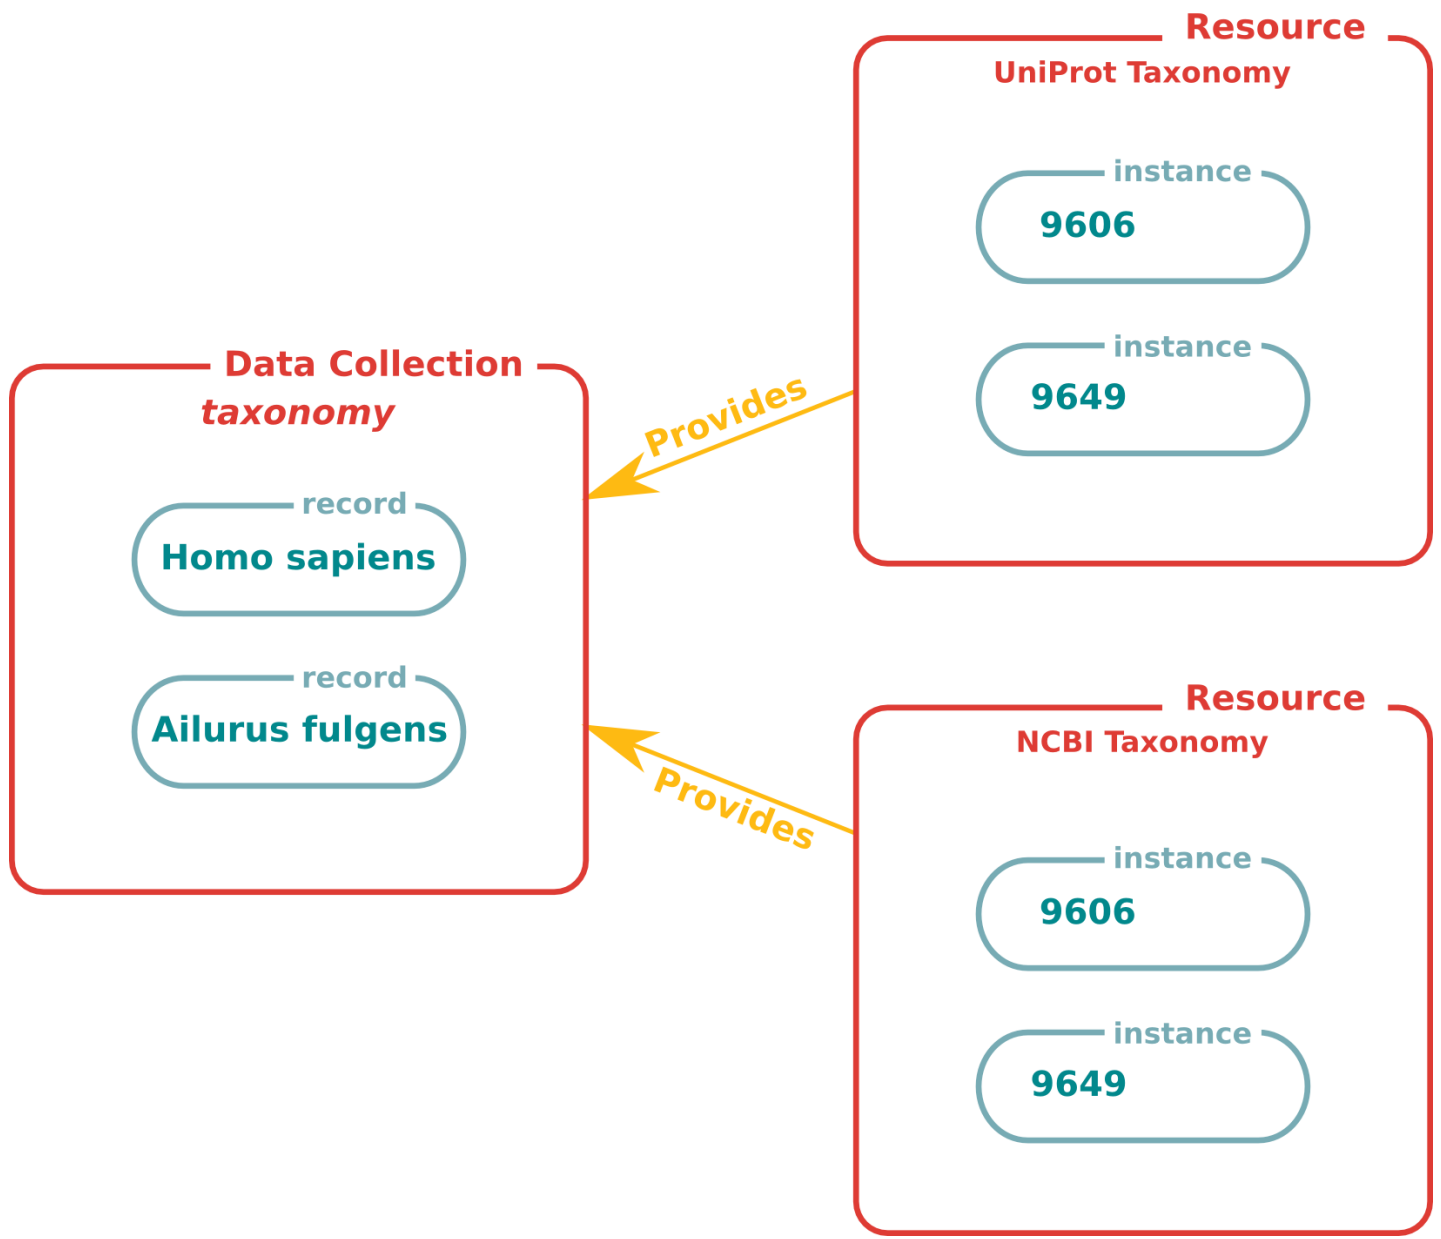 Resource
UniProt Taxonomy
instance
9606
instance
9649
Provides
Data Collection
taxonomy
record
Homo sapiens
record
Ailurus fulgens
Provides
Resource
NCBI Taxonomy
instance
9606
instance
9649